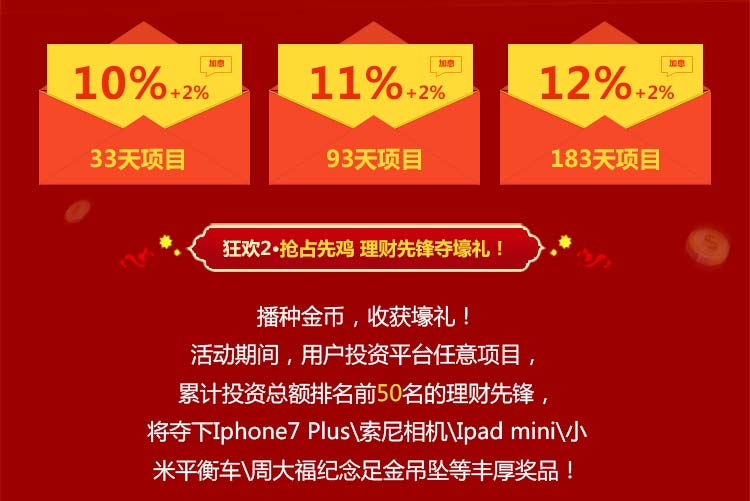 加息 加息 加息
10%+2% 11%+2% 12%+2%
33天项目 93天项目 183天项目
狂欢2•抢占先鸡 理财先锋夺壕礼！
播种金币，收获壕礼！
活动期间，用户投资平台任意项目，
累计投资总额排名前50名的理财先锋，
将夺下Iphone7 Plus\索尼相机\Ipad mini\小
米平衡车\周大福纪念足金吊坠等丰厚奖品！